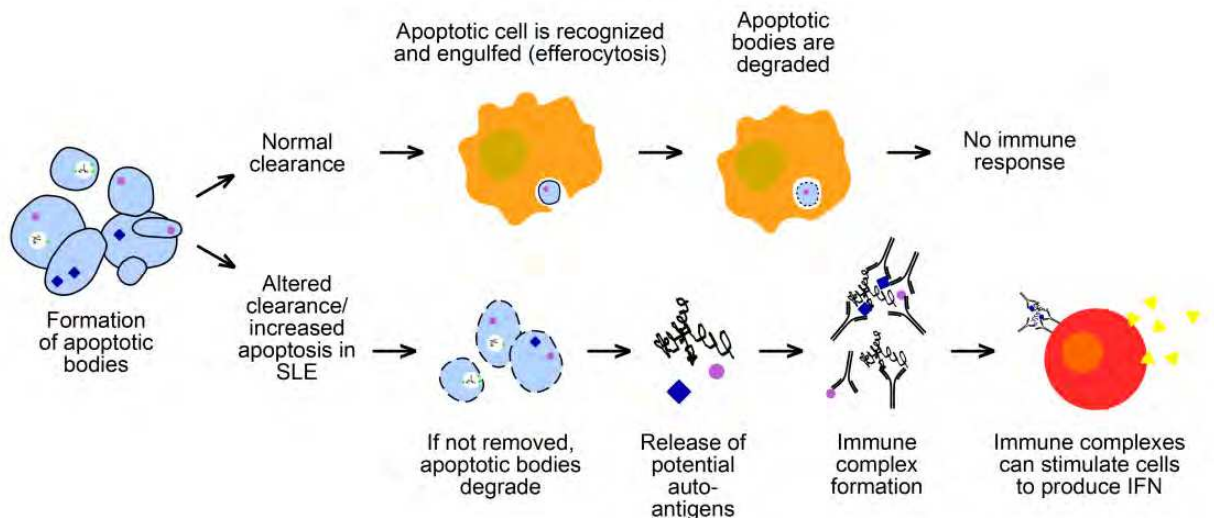 Apoptotic cell is recognized
and engulfed (efferocytosis)
Apoptotic
bodies are
degraded
Normal
clearance
No immune
response
Formation
of apoptotic
bodies
Altered
clearance/
increased
apoptosis in
SLE
If not removed,
apoptotic bodies
degrade
Release of
potential
auto-
antigens
Immune
complex
formation
Immune complexes
can stimulate cells
to produce IFN